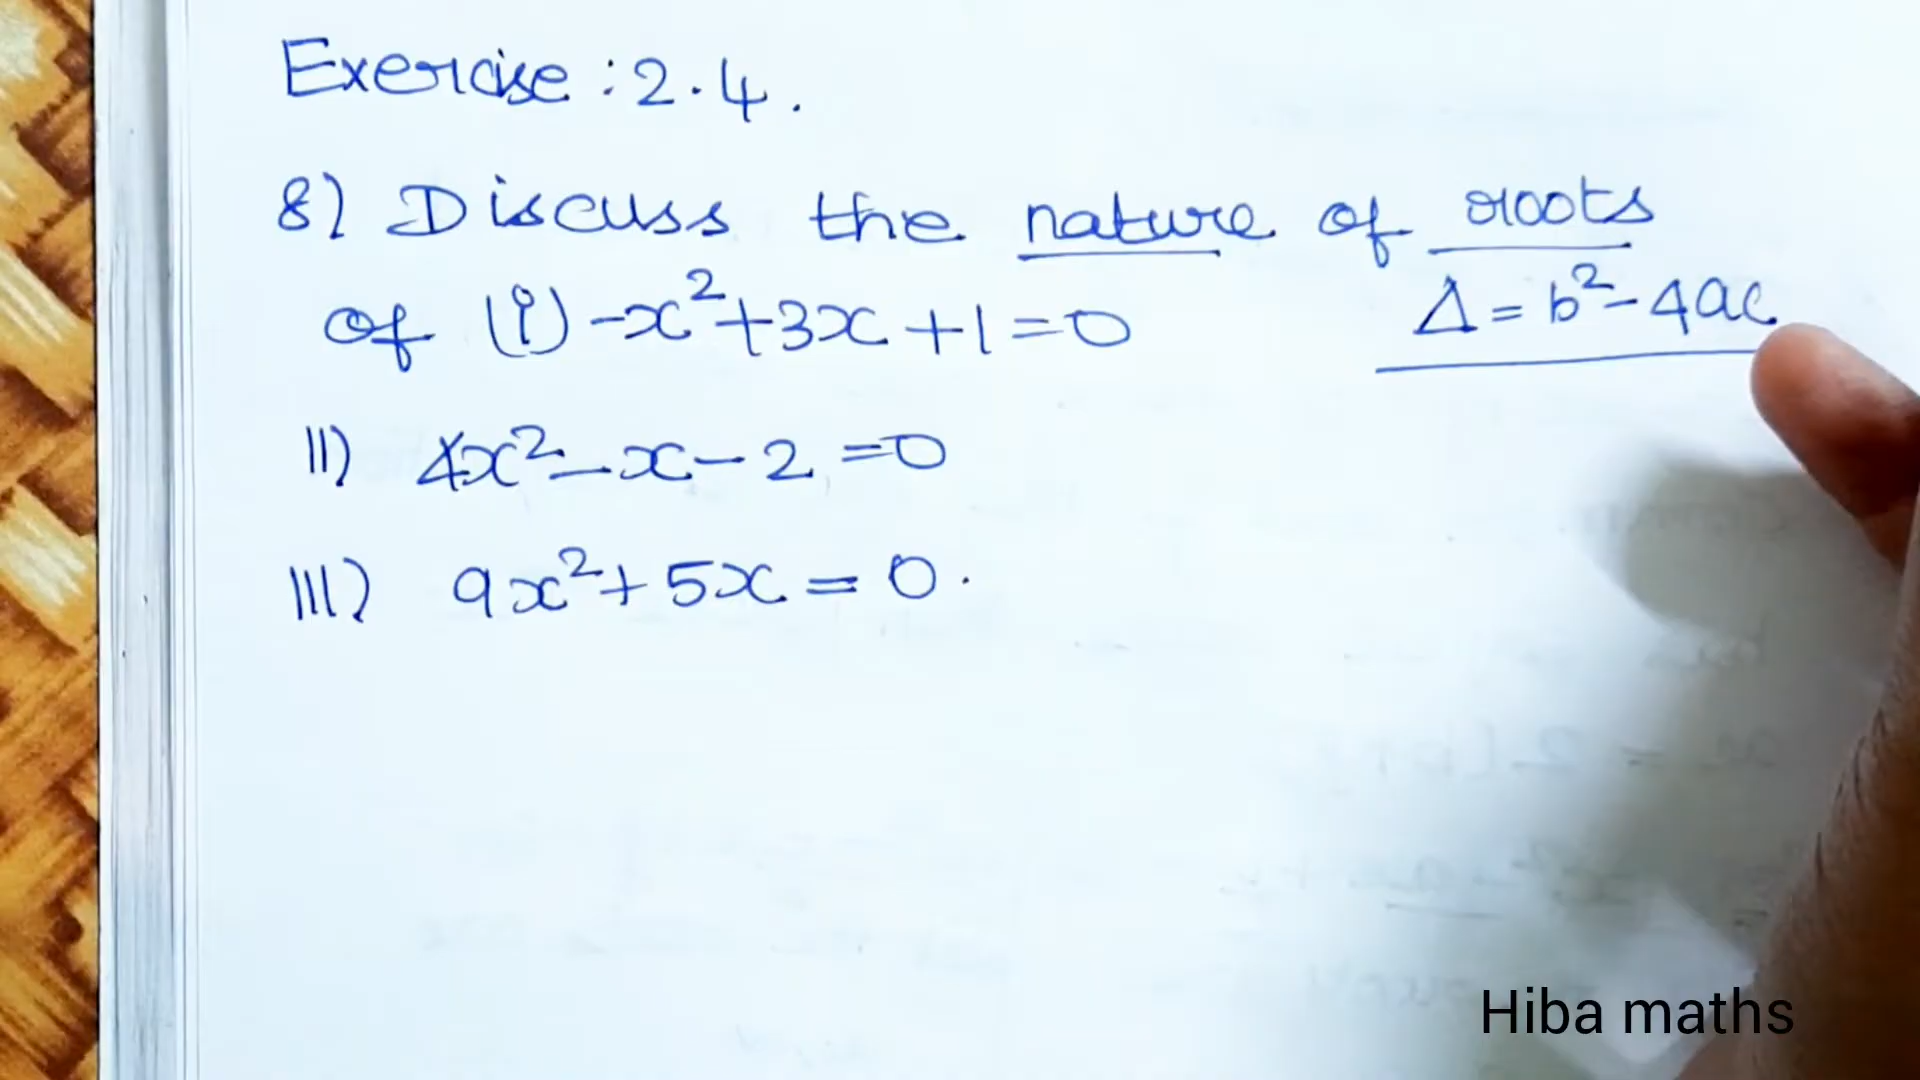 Exercise : 2.4.
8) Discuss the nature of roots
of (i) -x²+3x+1=0
Δ = b²-4ac
II) 4x²-x-2=0
III) 9x²+5x=0.
Hiba maths